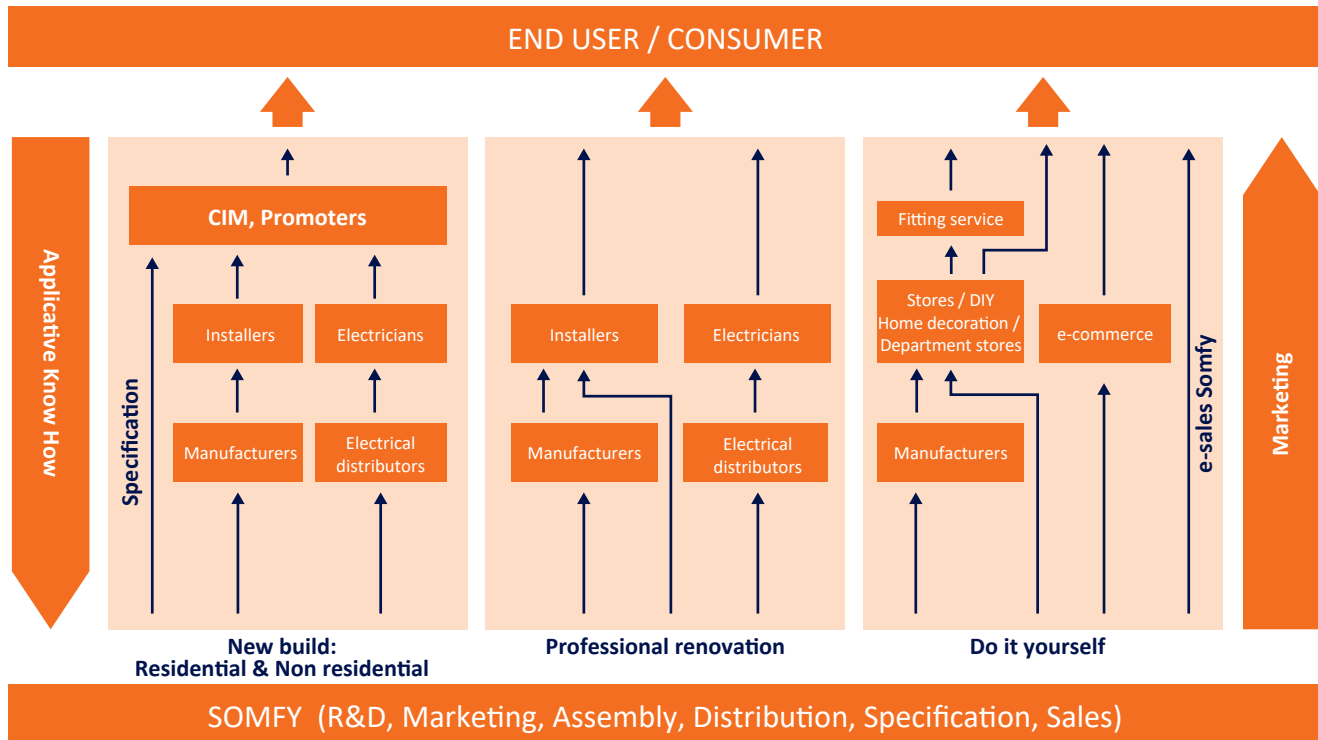 END USER / CONSUMER
Applicative Know How
CIM, Promoters
Installers
Electricians
Manufacturers
Electrical
distributors
Specification
New build:
Residential & Non residential
Installers
Electricians
Manufacturers
Electrical
distributors
Professional renovation
Fitting service
Stores / DIY
Home decoration /
Department stores
e-commerce
Manufacturers
e-sales Somfy
Do it yourself
Marketing
SOMFY (R&D, Marketing, Assembly, Distribution, Specification, Sales)